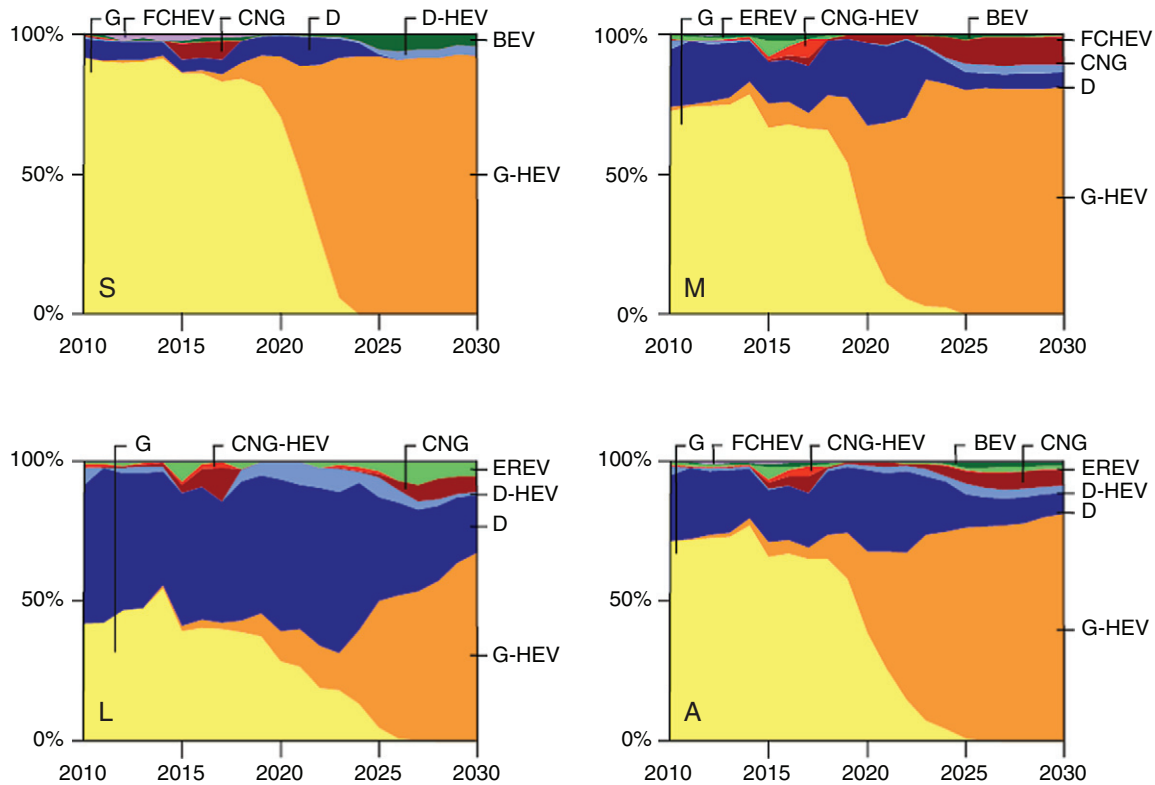 G FCHEV CNG D D-HEV
100%
BEV
50%
G-HEV
S
0%
2010 2015 2020 2025 2030
G EREV CNG-HEV BEV
100%
FCHEV
CNG
D
50%
G-HEV
M
0%
2010 2015 2020 2025 2030
G CNG-HEV CNG
100%
EREV
D-HEV
D
50%
G-HEV
L
0%
2010 2015 2020 2025 2030
G FCHEV CNG-HEV BEV CNG
100%
EREV
D-HEV
D
50%
G-HEV
A
0%
2010 2015 2020 2025 2030